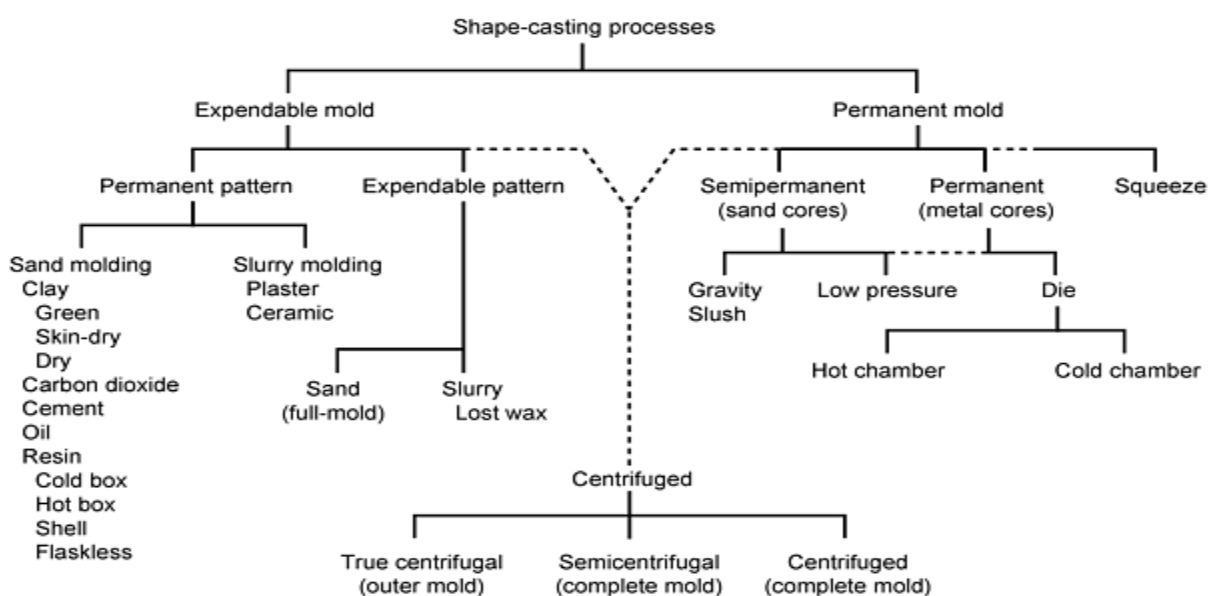 Shape-casting processes
Expendable mold
Permanent mold
Permanent pattern
Expendable pattern
Semipermanent
(sand cores)
Permanent
(metal cores)
Squeeze
Sand molding
Clay
Green
Skin-dry
Dry
Carbon dioxide
Cement
Oil
Resin
Cold box
Hot box
Shell
Flaskless
Slurry molding
Plaster
Ceramic
Sand
(full-mold)
Slurry
Lost wax
Gravity
Slush
Low pressure
Die
Hot chamber
Cold chamber
Centrifuged
True centrifugal
(outer mold)
Semicentrifugal
(complete mold)
Centrifuged
(complete mold)